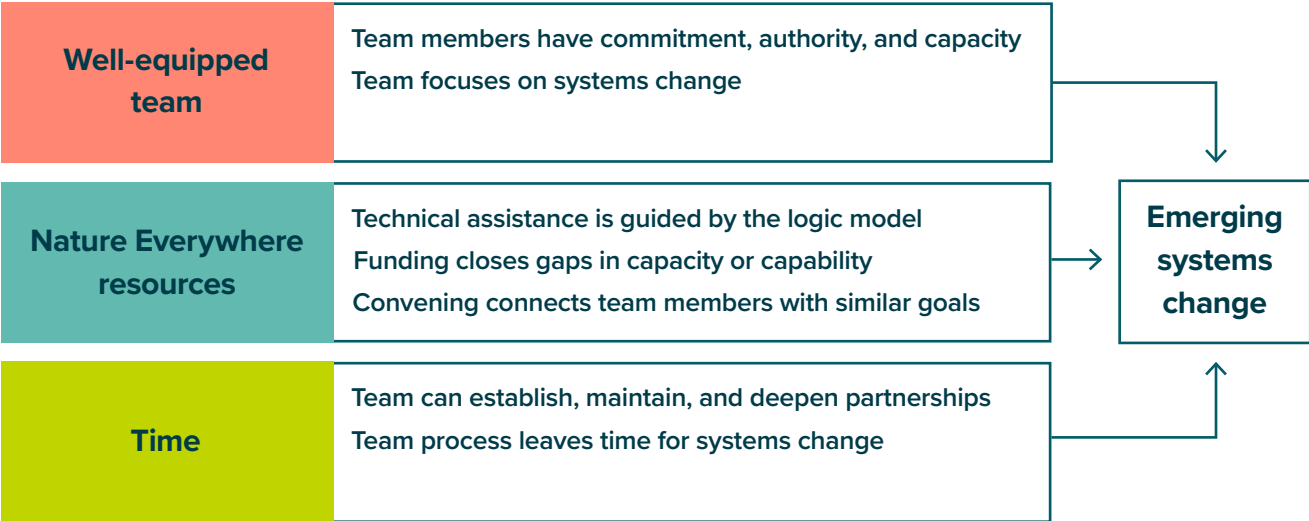 Well-equipped
team
Team members have commitment, authority, and capacity
Team focuses on systems change
Nature Everywhere
resources
Technical assistance is guided by the logic model
Funding closes gaps in capacity or capability
Convening connects team members with similar goals
Time
Team can establish, maintain, and deepen partnerships
Team process leaves time for systems change
Emerging
systems
change